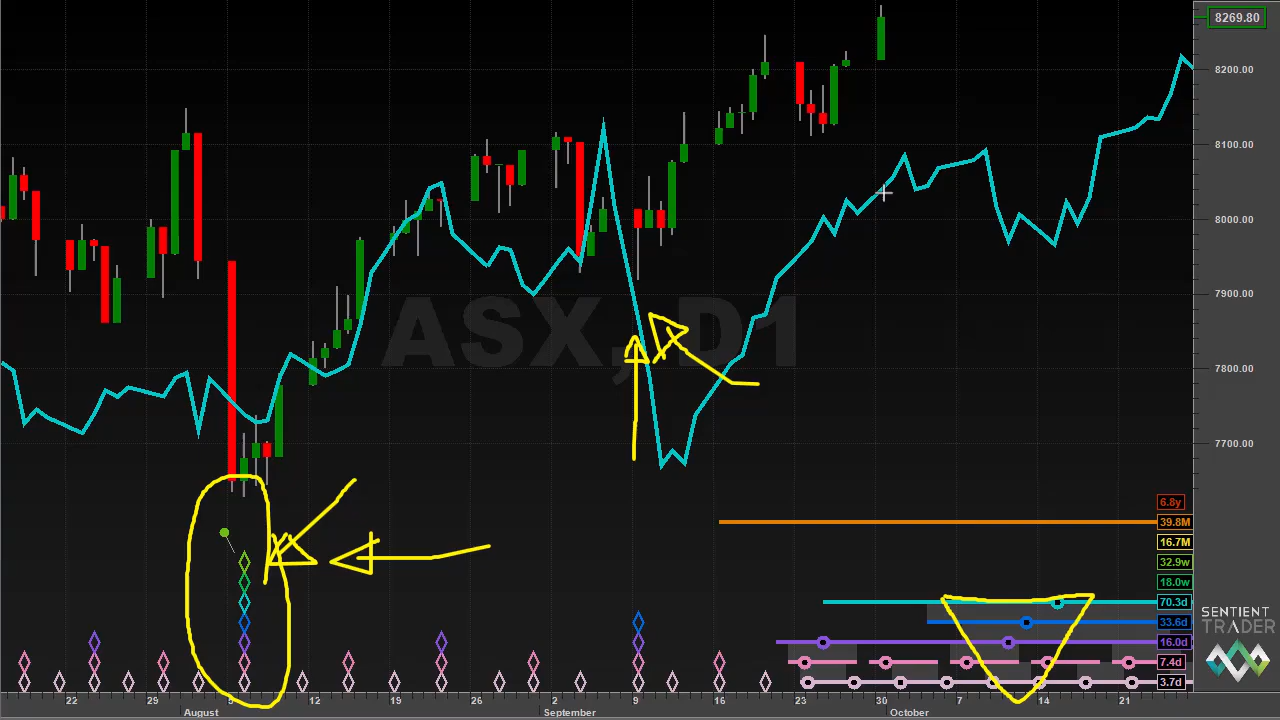 8269.80
8200.00
8100.00
8000.00
7900.00
7800.00
7700.00
ASX, D1
6.8y
39.8M
16.7M
32.9w
18.0w
70.3d
33.6d
16.0d
7.4d
3.7d
SENTIENT
TRADER
22 29 5 12 19 26 2 9 16 23 30 7 14 21
August September October